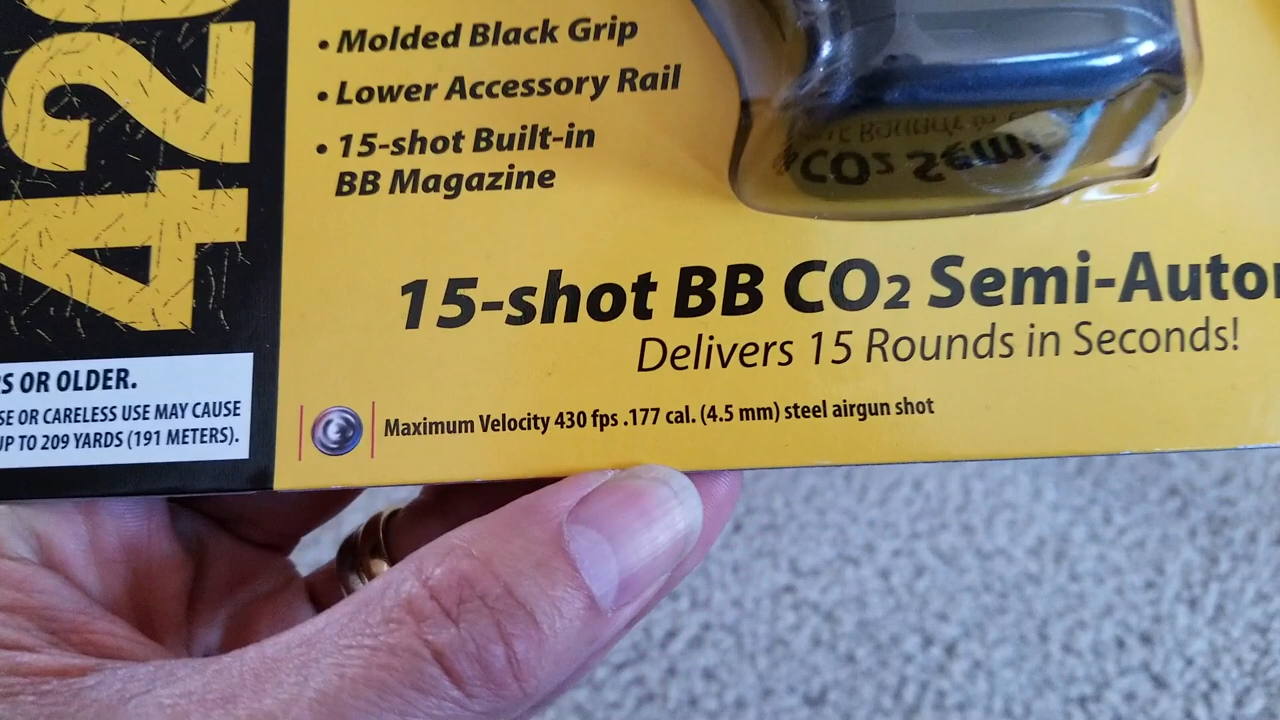 420
• Molded Black Grip
• Lower Accessory Rail
• 15-shot Built-in
BB Magazine
15-shot BB CO2 Semi-Auto
Delivers 15 Rounds in Seconds!
S OR OLDER.
SE OR CARELESS USE MAY CAUSE
UP TO 209 YARDS (191 METERS).
Maximum Velocity 430 fps .177 cal. (4.5 mm) steel airgun shot